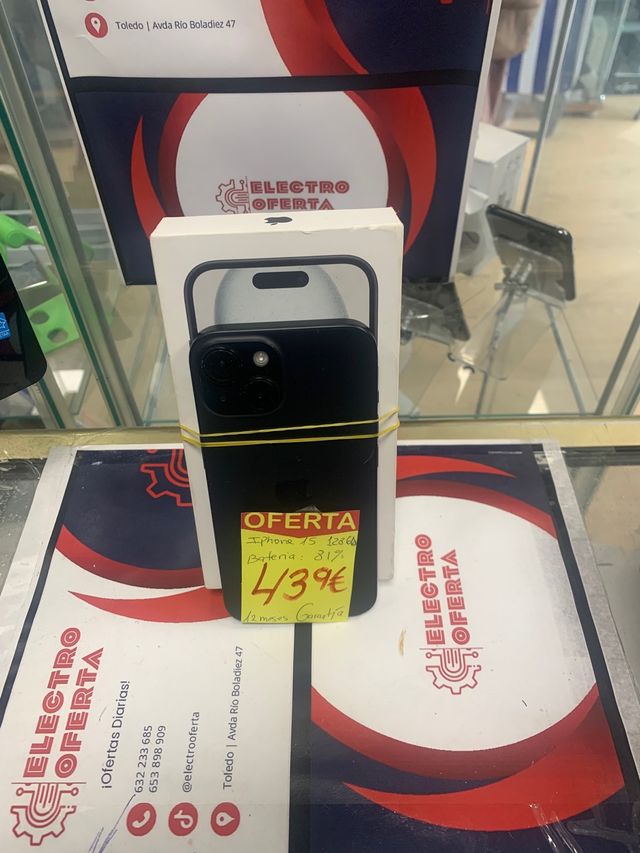 Toledo | Avda Río Boladiez 47
ELECTRO
OFERTA
OFERTA
Iphone 15 128GB
Bateria: 81%
439€
12 meses Garantía
ELECTRO
OFERTA
ELECTRO
OFERTA
¡Ofertas Diarias!
632 233 685
653 898 909
@electrooferta
Toledo | Avda Río Boladiez 47